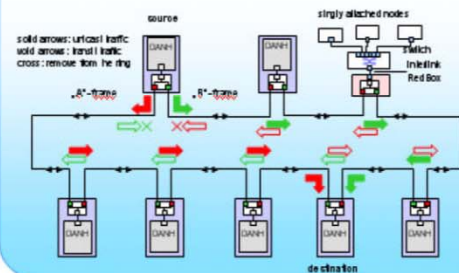 source
singly attached nodes
solid arrows: unicast traffic
void arrows: transit traffic
cross: remove from the ring
DANH
DANH
switch
interlink
Red Box
„A“-frame
„B“-frame
DANH
DANH
DANH
DANH
DANH
destination